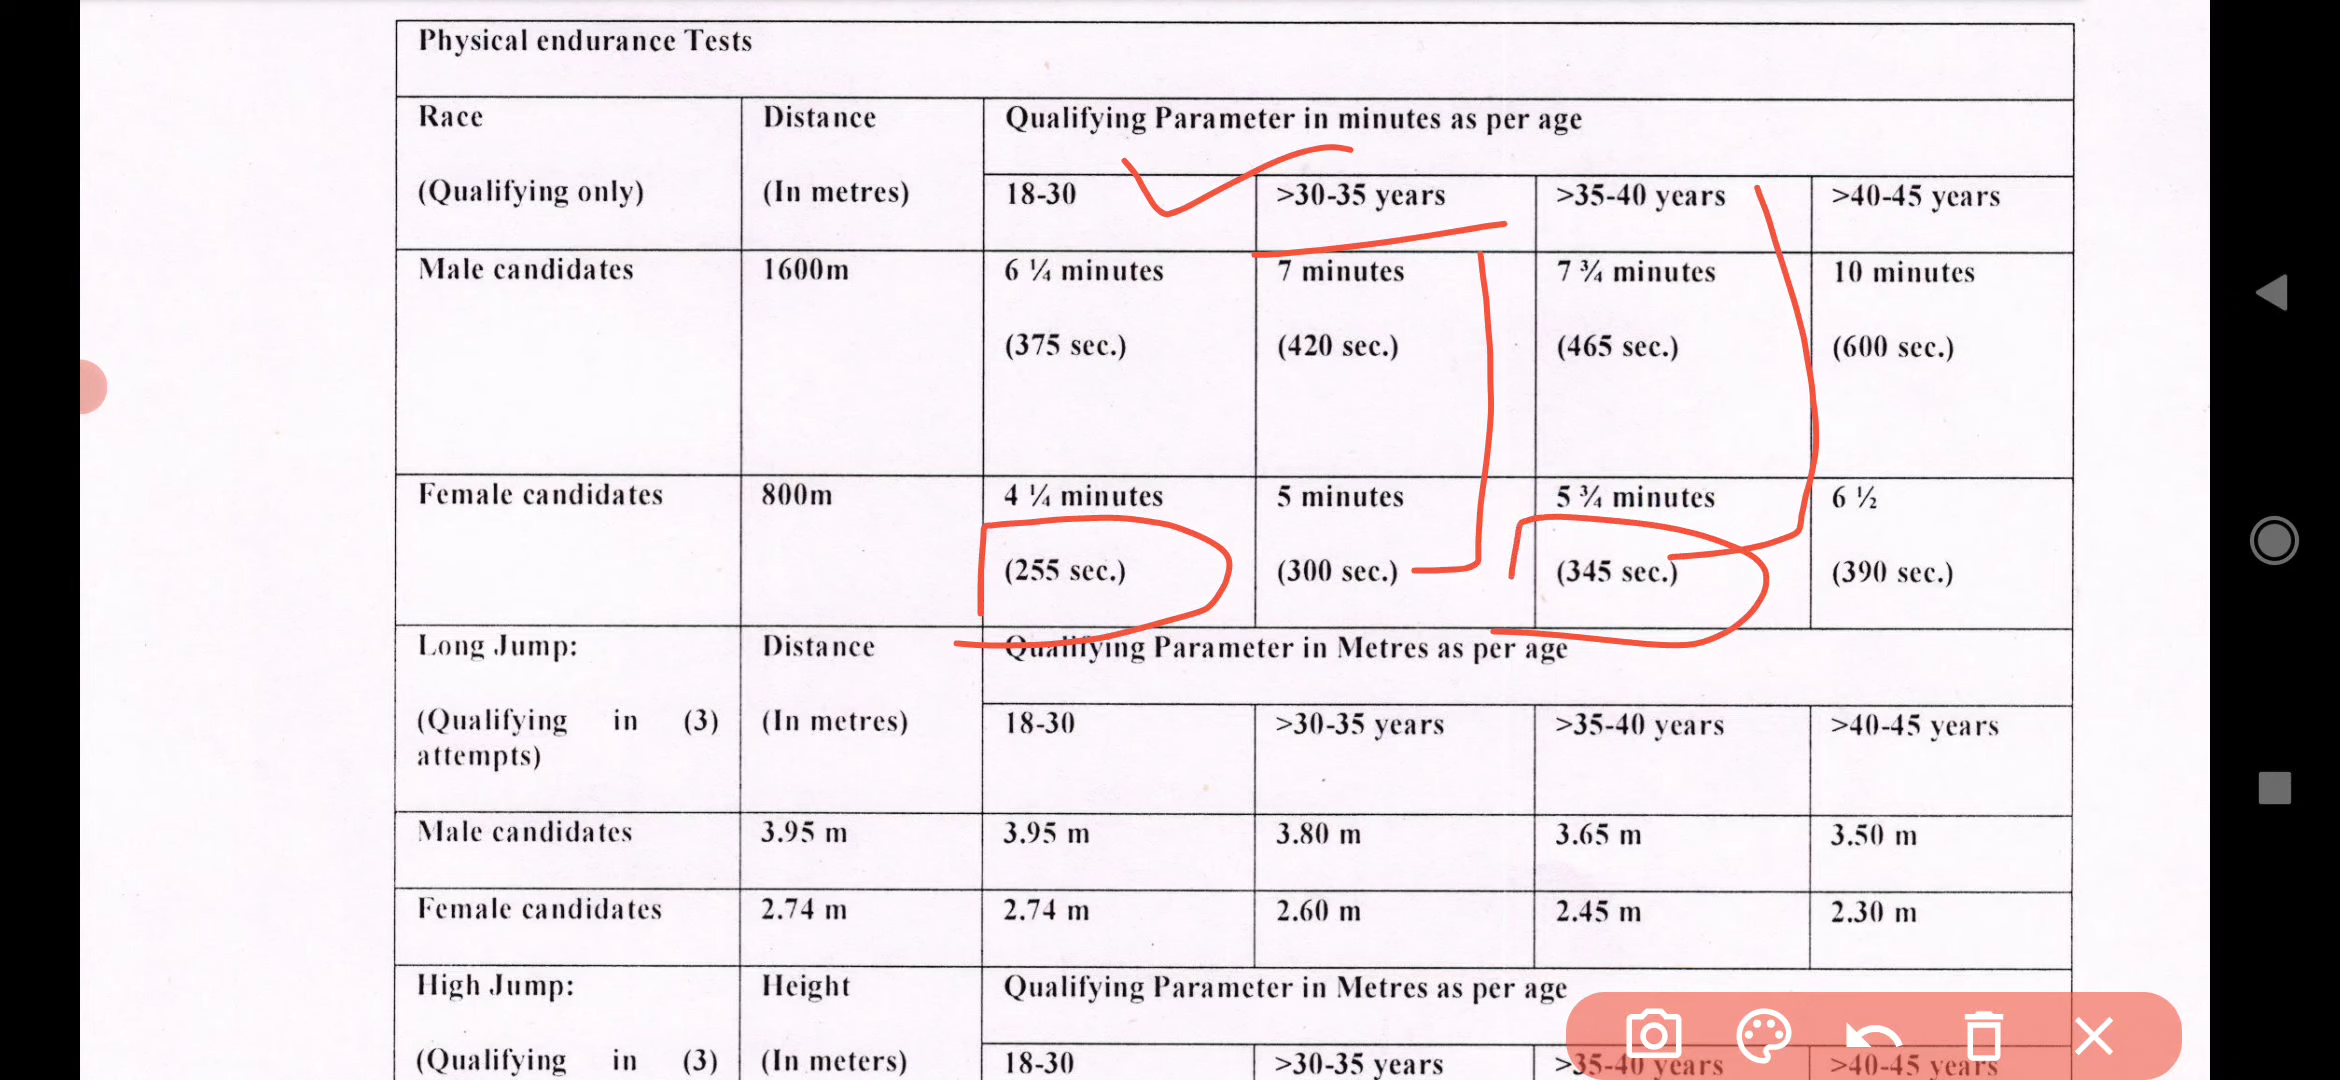 Physical endurance Tests
Race Distance Qualifying Parameter in minutes as per age
(Qualifying only) (In metres) 18-30 >30-35 years >35-40 years >40-45 years
Male candidates 1600m 6 ¼ minutes 7 minutes 7 ¾ minutes 10 minutes
(375 sec.) (420 sec.) (465 sec.) (600 sec.)
Female candidates 800m 4 ¼ minutes 5 minutes 5 ¾ minutes 6 ½
(255 sec.) (300 sec.) (345 sec.) (390 sec.)
Long Jump: Distance Qualifying Parameter in Metres as per age
(Qualifying in (3) (In metres) 18-30 >30-35 years >35-40 years >40-45 years
attempts)
Male candidates 3.95 m 3.95 m 3.80 m 3.65 m 3.50 m
Female candidates 2.74 m 2.74 m 2.60 m 2.45 m 2.30 m
High Jump: Height Qualifying Parameter in Metres as per age
(Qualifying in (3) (In meters) 18-30 >30-35 years >35-40 years >40-45 years